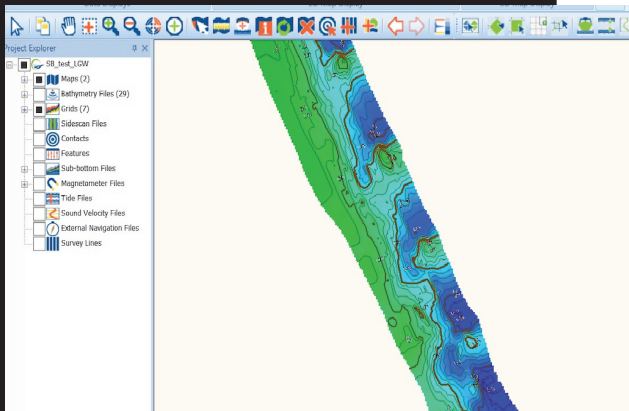 Project Explorer
SB_test_LGW
Maps (2)
Bathymetry Files (29)
Grids (7)
Sidescan Files
Contacts
Features
Sub-bottom Files
Magnetometer Files
Tide Files
Sound Velocity Files
External Navigation Files
Survey Lines